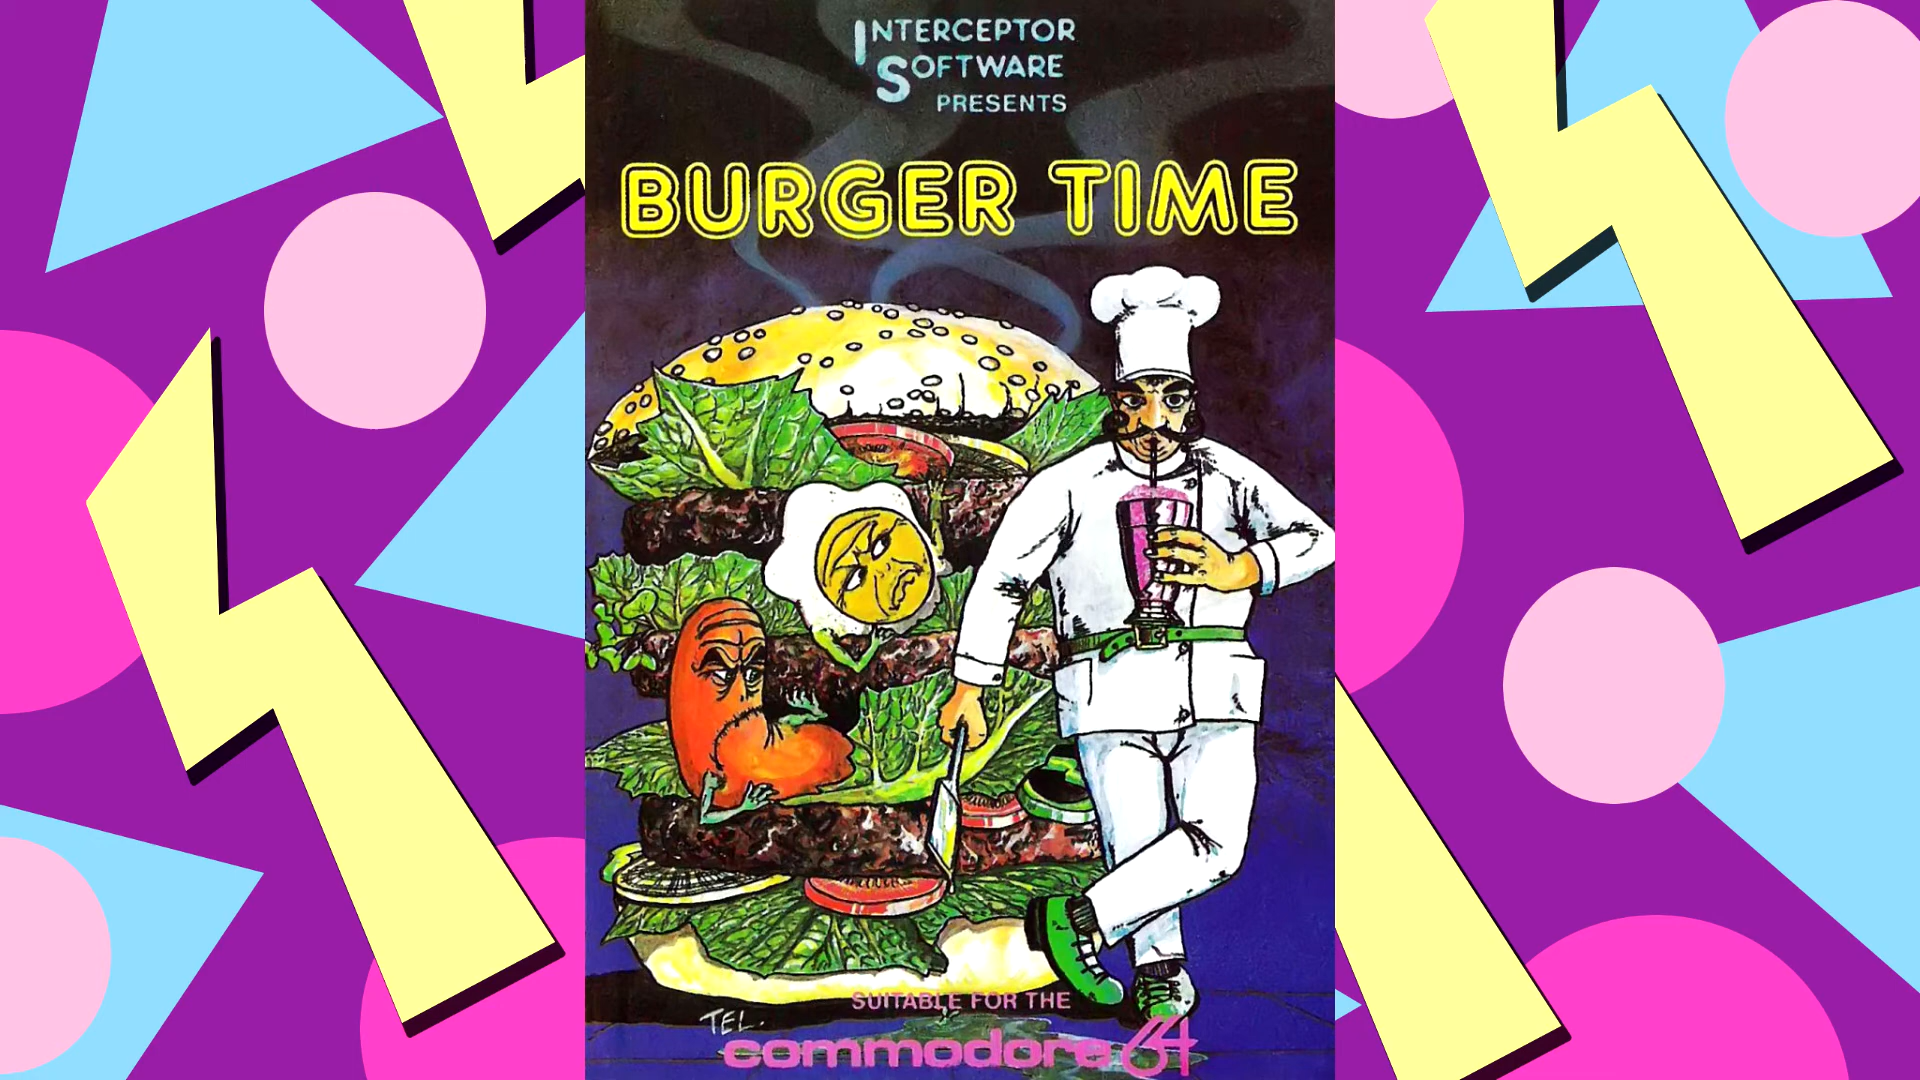 INTERCEPTOR
SOFTWARE
PRESENTS
BURGER TIME
SUITABLE FOR THE
TEL.
commodore 64